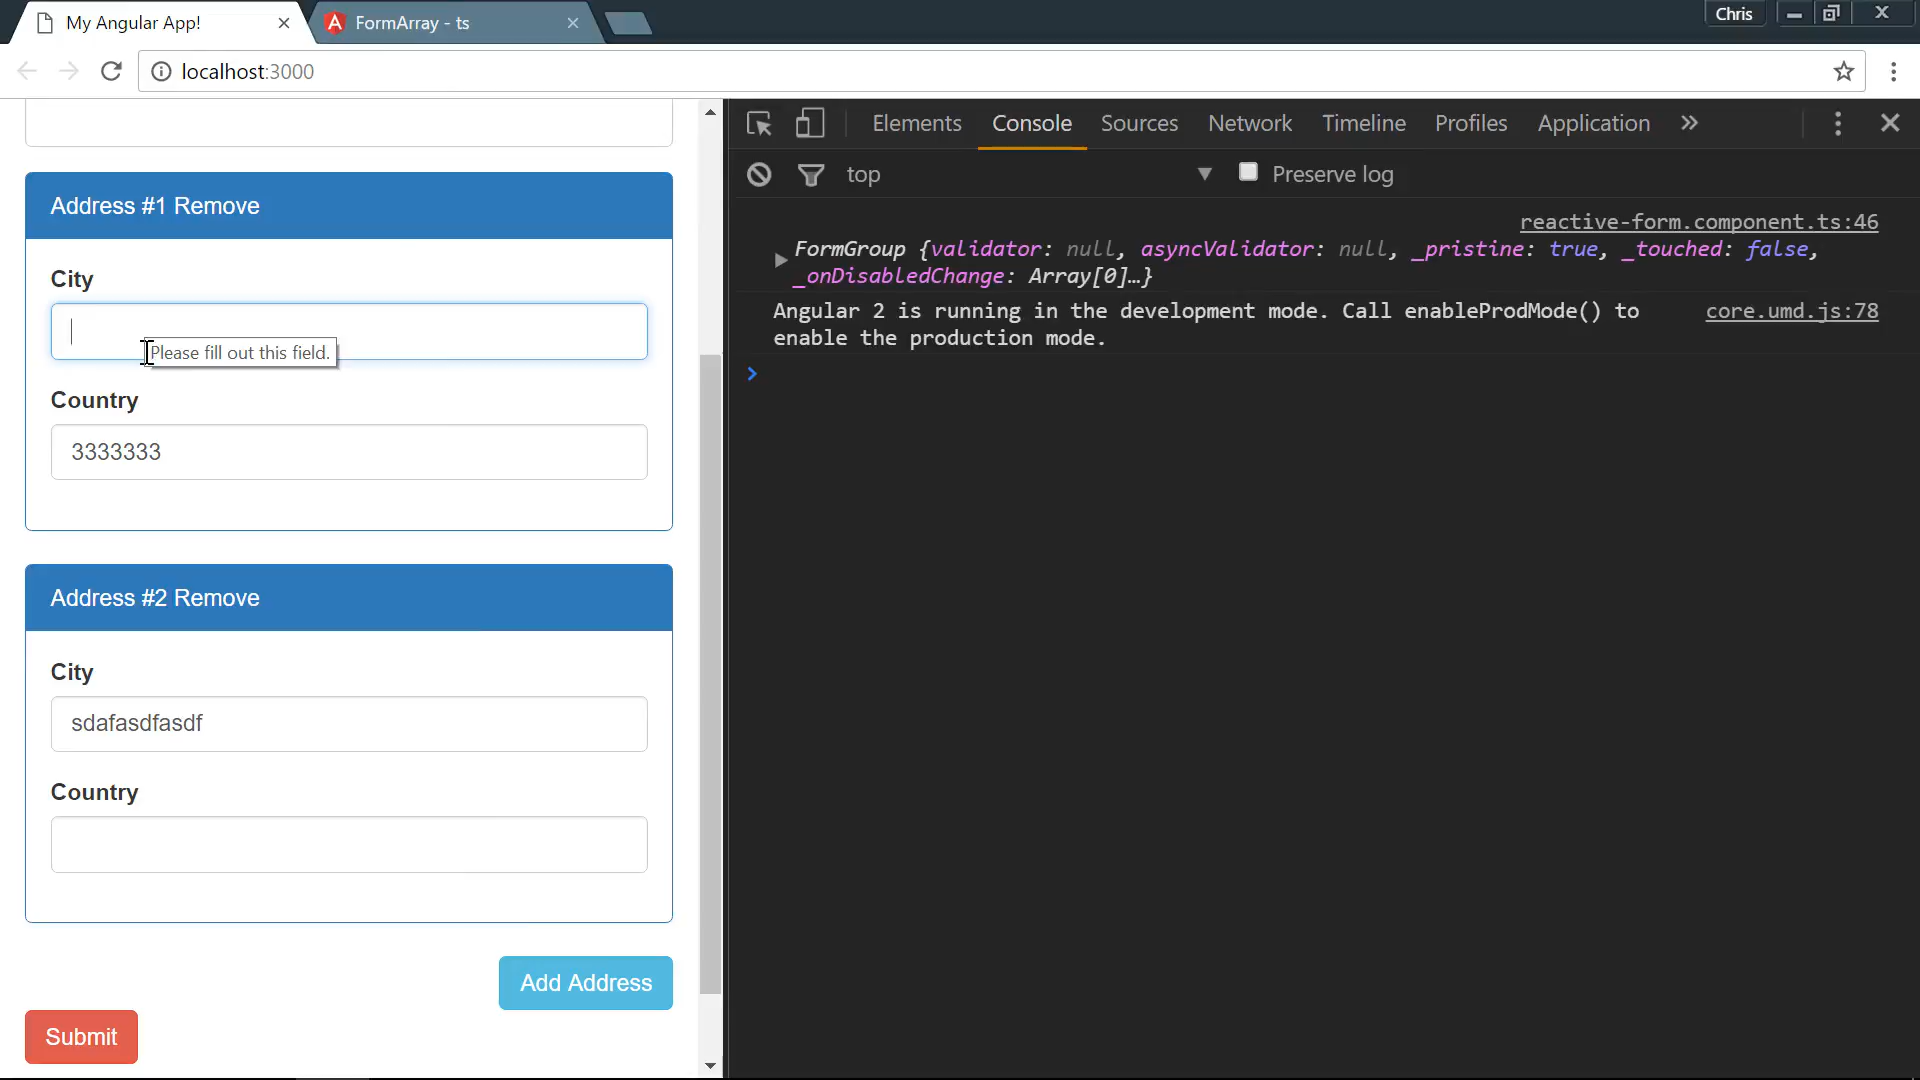 My Angular App!
FormArray - ts
Chris
localhost:3000
Address #1 Remove
City
Please fill out this field.
Country
3333333
Address #2 Remove
City
sdafasdfasdf
Country
Add Address
Submit
Elements Console Sources Network Timeline Profiles Application »
top
Preserve log
reactive-form.component.ts:46
FormGroup {validator: null, asyncValidator: null, _pristine: true, _touched: false,
_onDisabledChange: Array[0]…}
Angular 2 is running in the development mode. Call enableProdMode() to core.umd.js:78
enable the production mode.